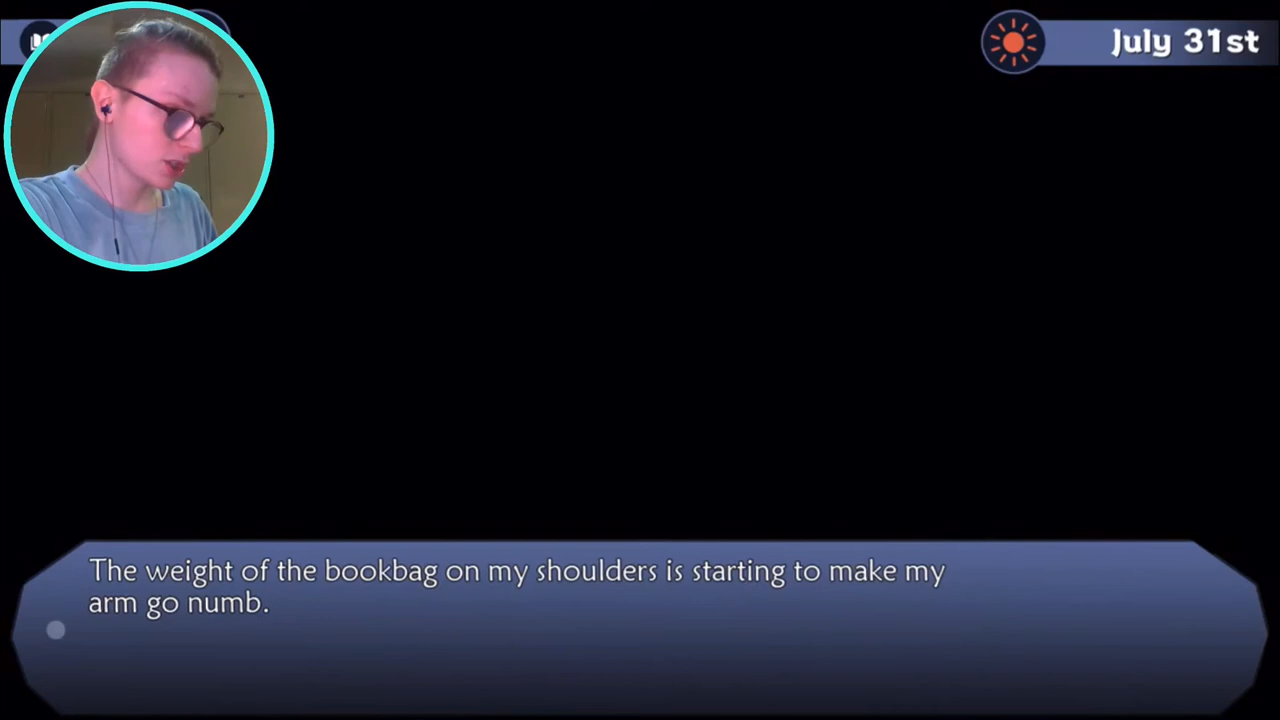 July 31st
The weight of the bookbag on my shoulders is starting to make my
arm go numb.